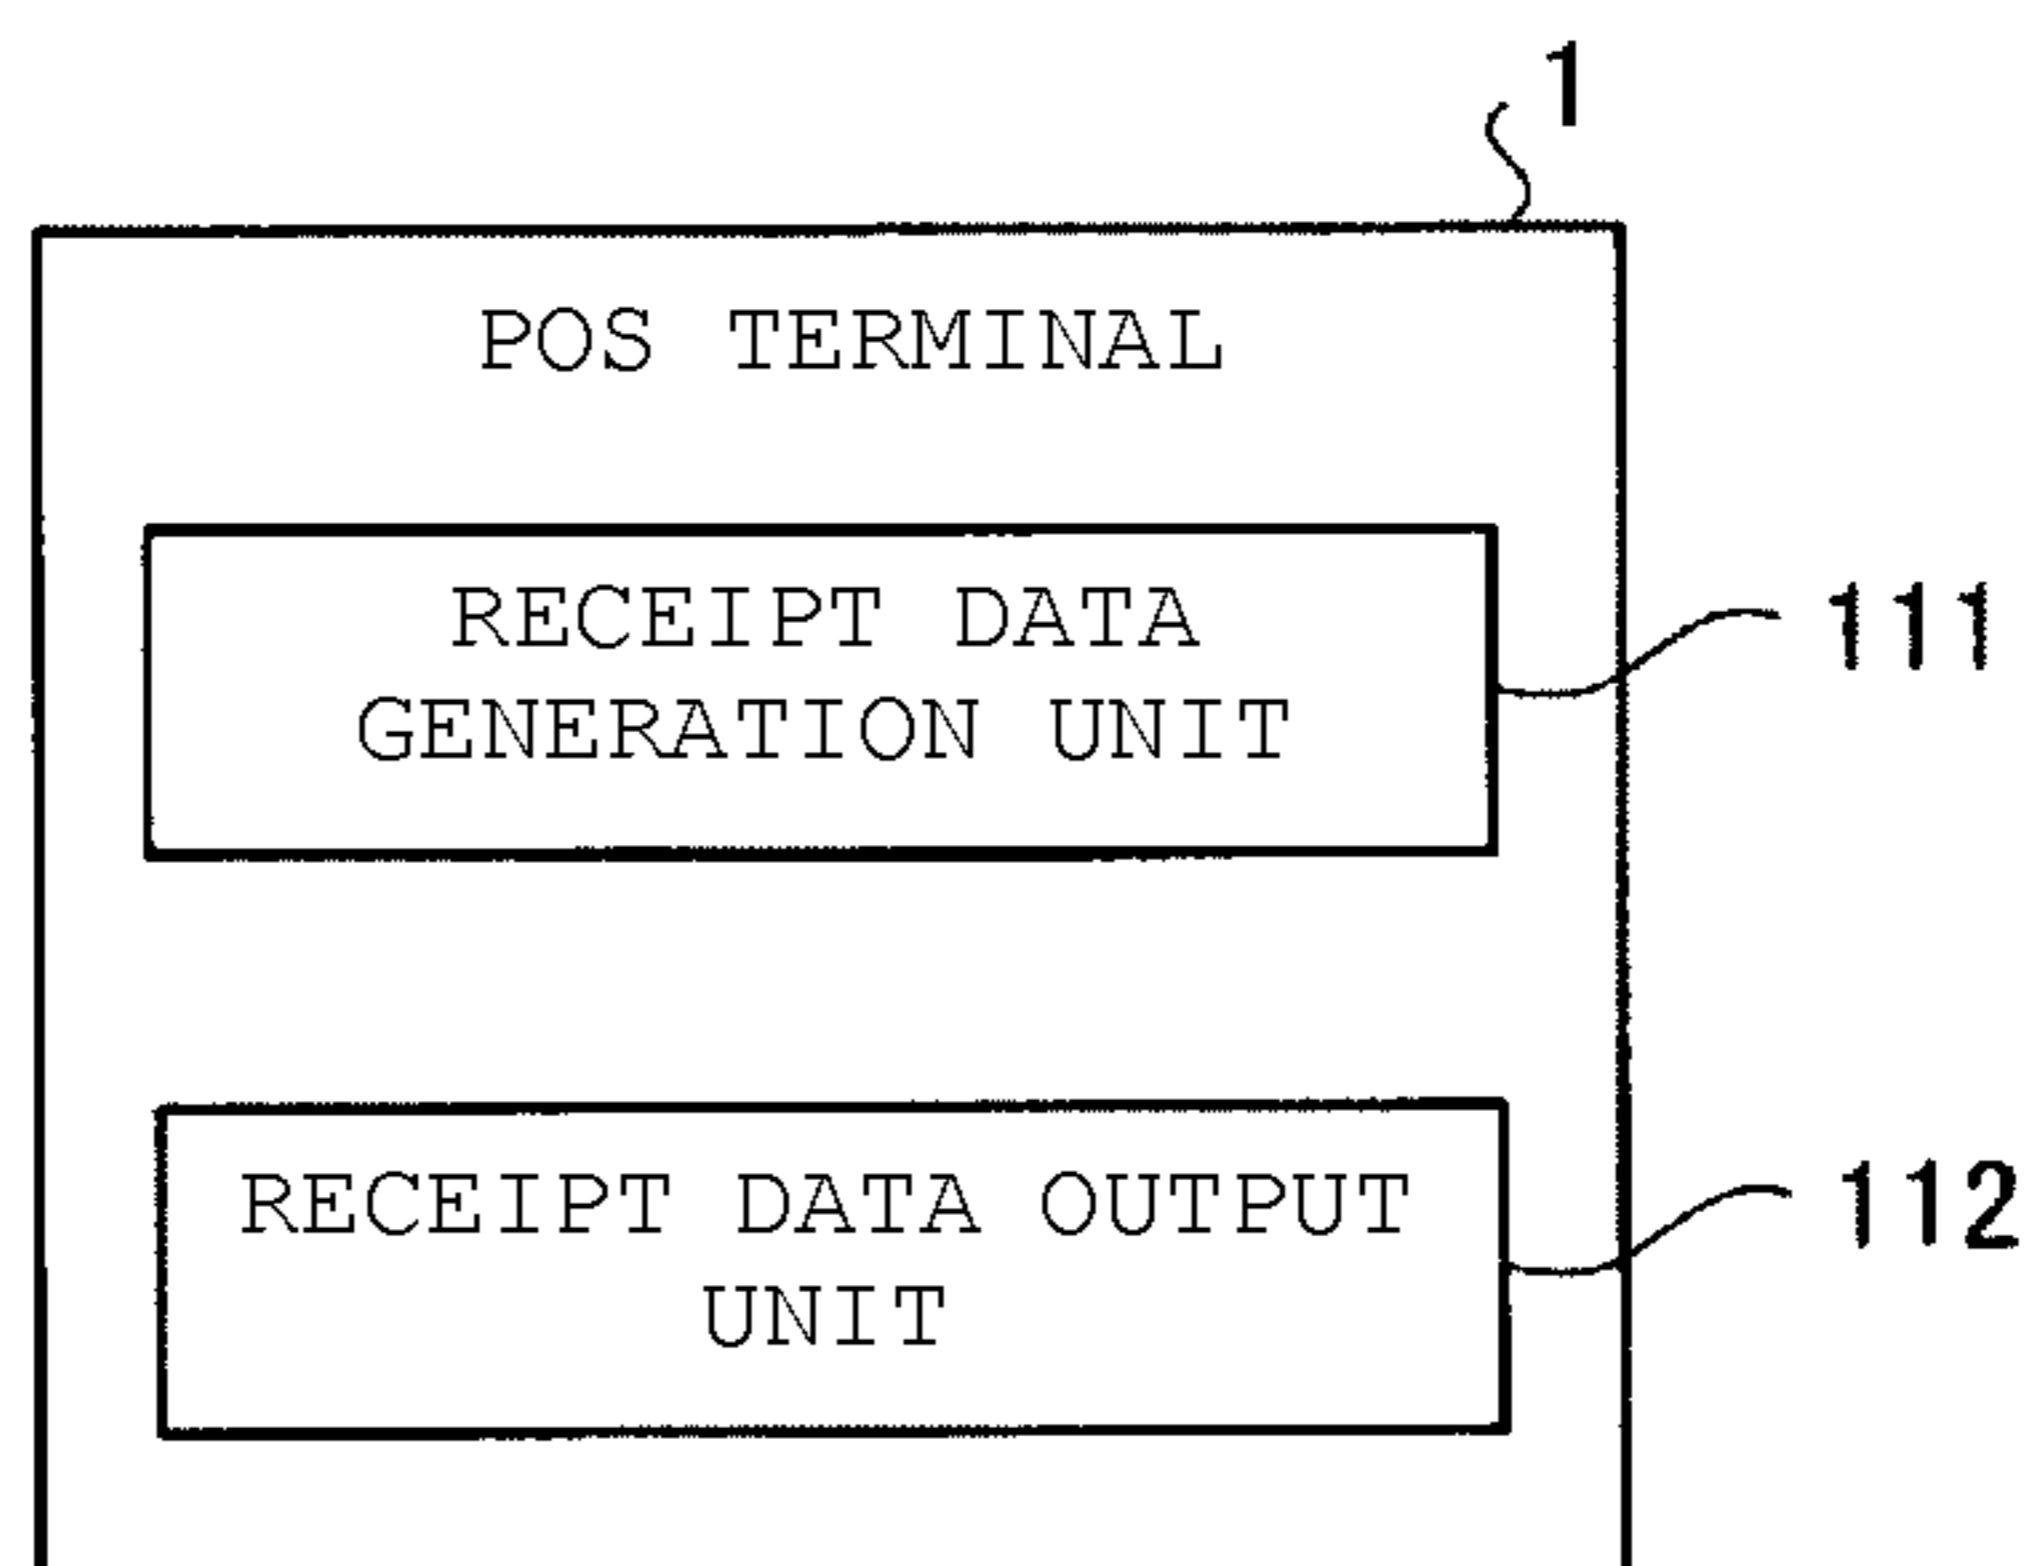 1
POS TERMINAL
RECEIPT DATA
GENERATION UNIT
111
RECEIPT DATA OUTPUT
UNIT
112